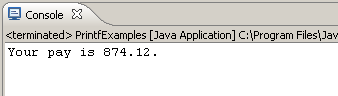 Console
<terminated> PrintfExamples [Java Application] C:\Program Files\Jav
Your pay is 874.12.